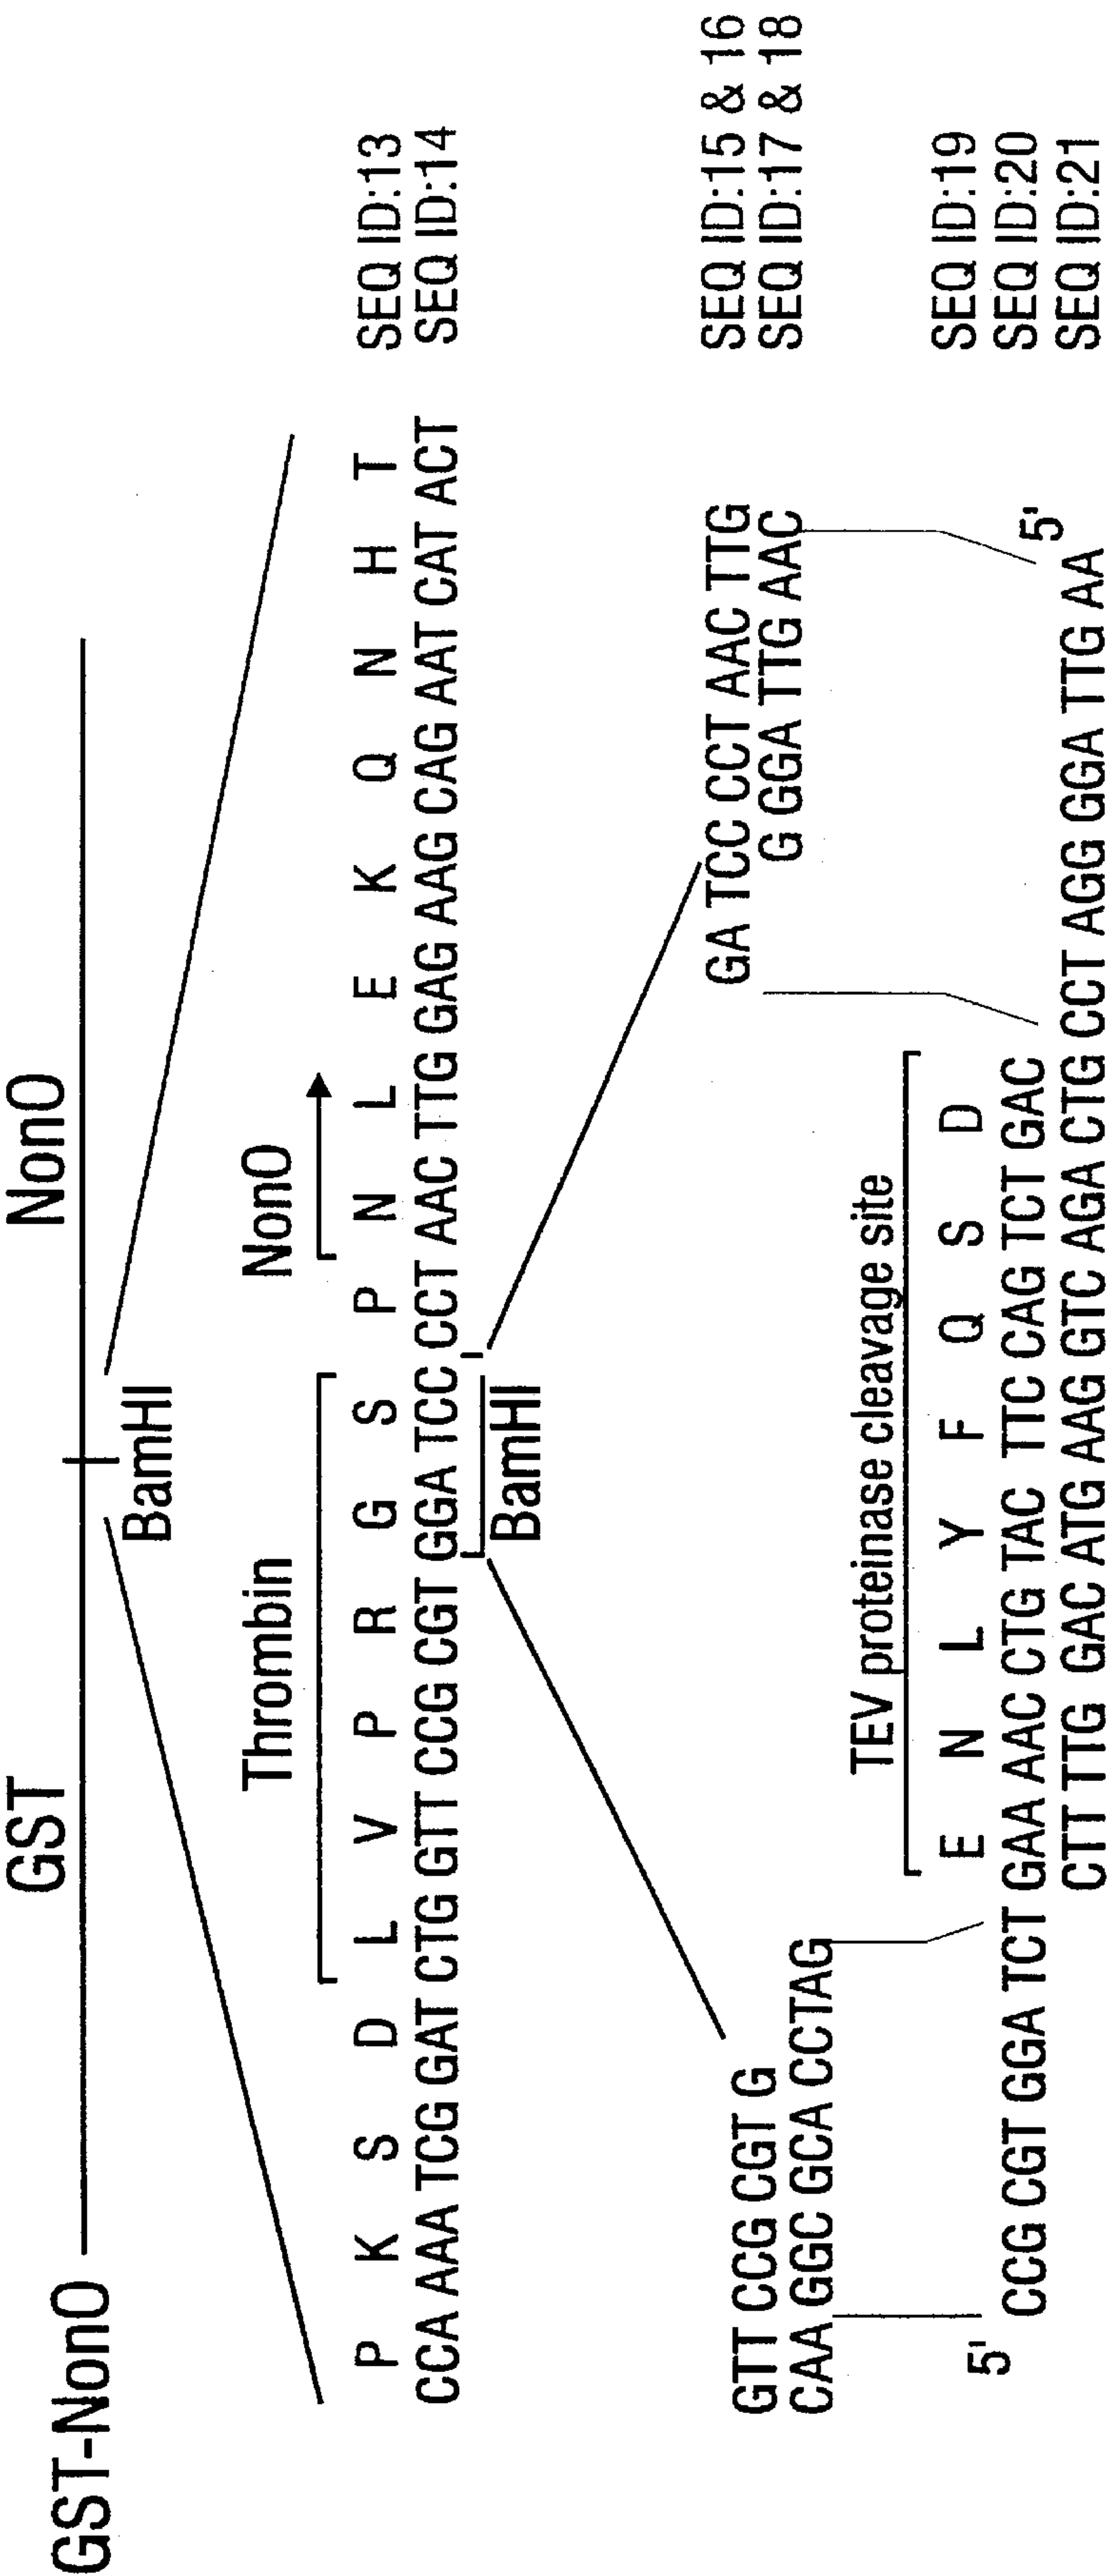 GST-NonO
GST
NonO
BamHI
Thrombin
NonO
P K S D L V P R G S P N L E K Q N H T SEQ ID:13
CCA AAA TCG GAT CTG GTT CCG CGT GGA TCC CCT AAC TTG GAG AAG CAG AAT CAT ACT SEQ ID:14
BamHI
GTT CCG CGT G GA TCC CCT AAC TTG SEQ ID:15 & 16
CAA GGC GCA CCTAG G GGA TTG AAC SEQ ID:17 & 18
TEV proteinase cleavage site
E N L Y F Q S D SEQ ID:19
5' CCG CGT GGA TCT GAA AAC CTG TAC TTC CAG TCT GAC SEQ ID:20
CTT TTG GAC ATG AAG GTC AGA CTG CCT AGG GGA TTG AA 5' SEQ ID:21